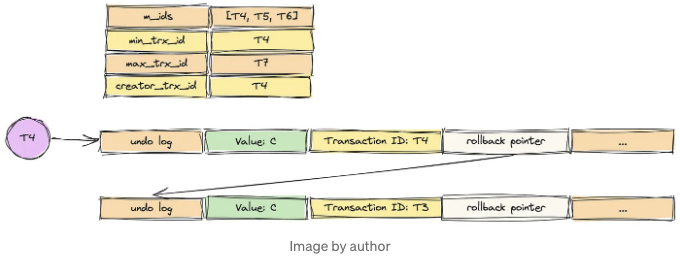 m_ids [T4, T5, T6]
min_trx_id T4
max_trx_id T7
creator_trx_id T4
T4 undo log Value: C Transaction ID: T4 rollback pointer ...
undo log Value: C Transaction ID: T3 rollback pointer ...
Image by author